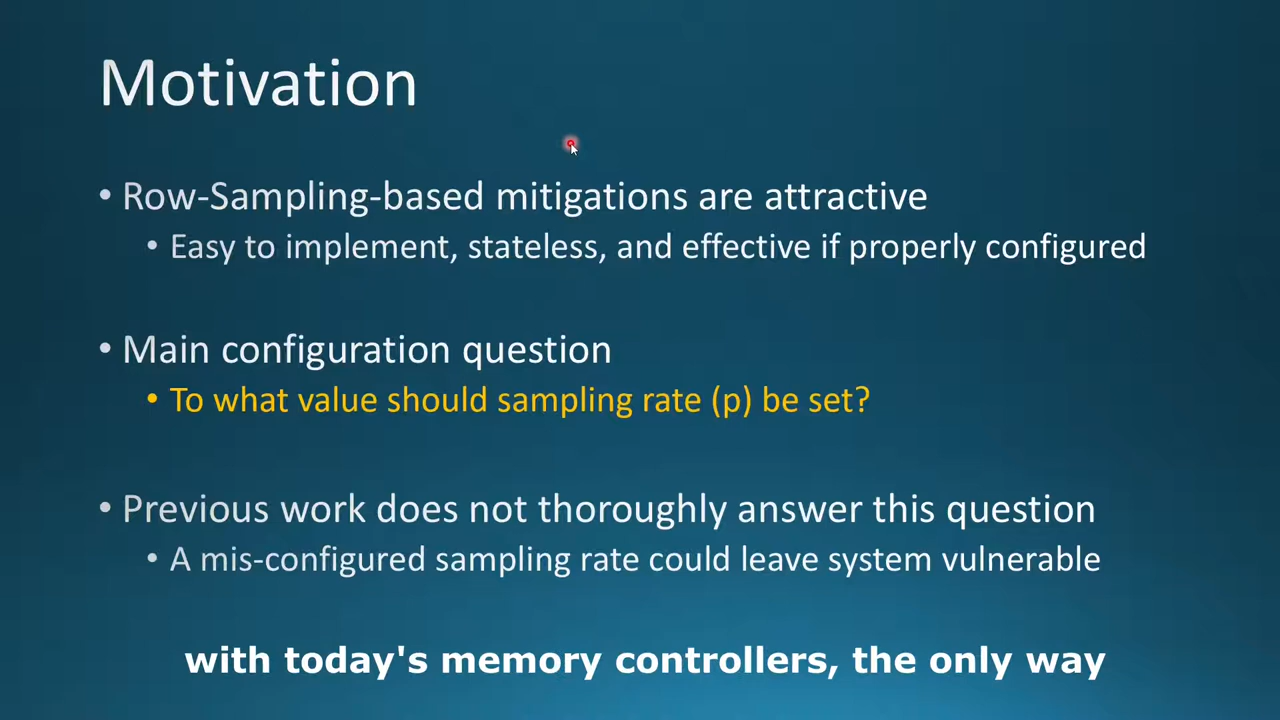 Motivation
• Row-Sampling-based mitigations are attractive
• Easy to implement, stateless, and effective if properly configured
• Main configuration question
• To what value should sampling rate (p) be set?
• Previous work does not thoroughly answer this question
• A mis-configured sampling rate could leave system vulnerable
with today's memory controllers, the only way